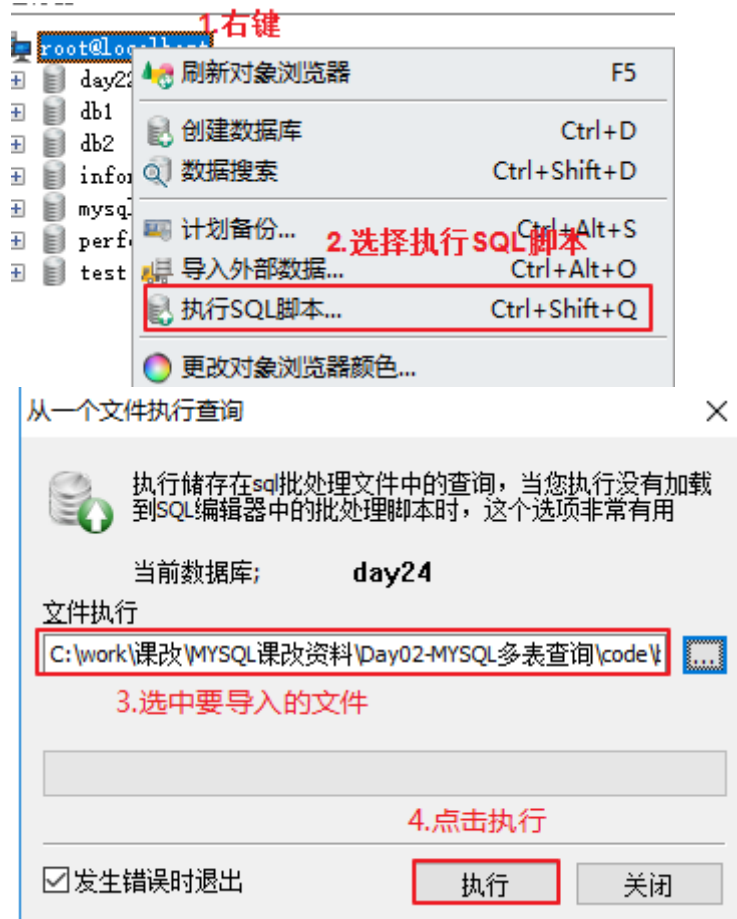 1.右键
root@localhost
刷新对象浏览器 F5
day22
db1
创建数据库 Ctrl+D
db2
数据搜索 Ctrl+Shift+D
infor
mysql
计划备份... Ctrl+Alt+S
2.选择执行SQL脚本
perfo
导入外部数据... Ctrl+Alt+O
test
执行SQL脚本... Ctrl+Shift+Q
更改对象浏览器颜色...
从一个文件执行查询
执行储存在sql批处理文件中的查询，当您执行没有加载
到SQL编辑器中的批处理脚本时，这个选项非常有用
当前数据库; day24
文件执行
C:\work\课改\MYSQL课改资料\Day02-MYSQL多表查询\code\
...
3.选中要导入的文件
4.点击执行
发生错误时退出
执行
关闭